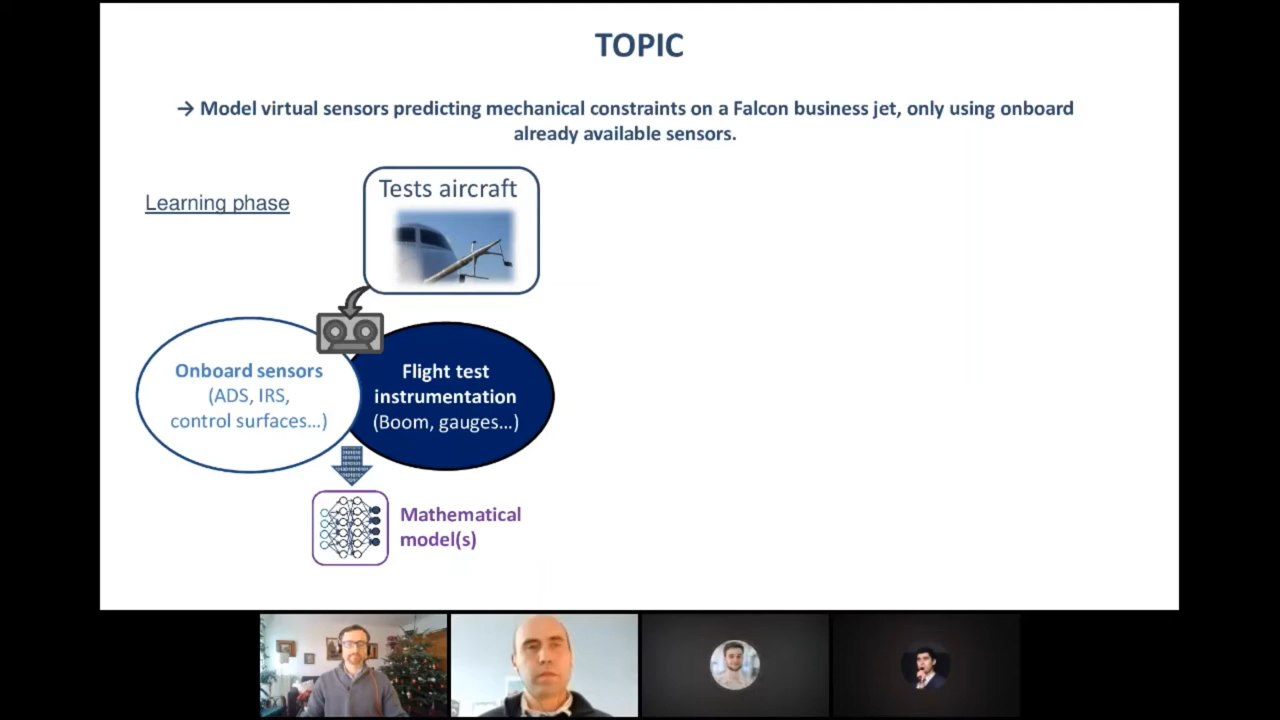 TOPIC
→ Model virtual sensors predicting mechanical constraints on a Falcon business jet, only using onboard
already available sensors.
Learning phase
Tests aircraft
Onboard sensors
(ADS, IRS,
control surfaces...)
Flight test
instrumentation
(Boom, gauges...)
Mathematical
model(s)